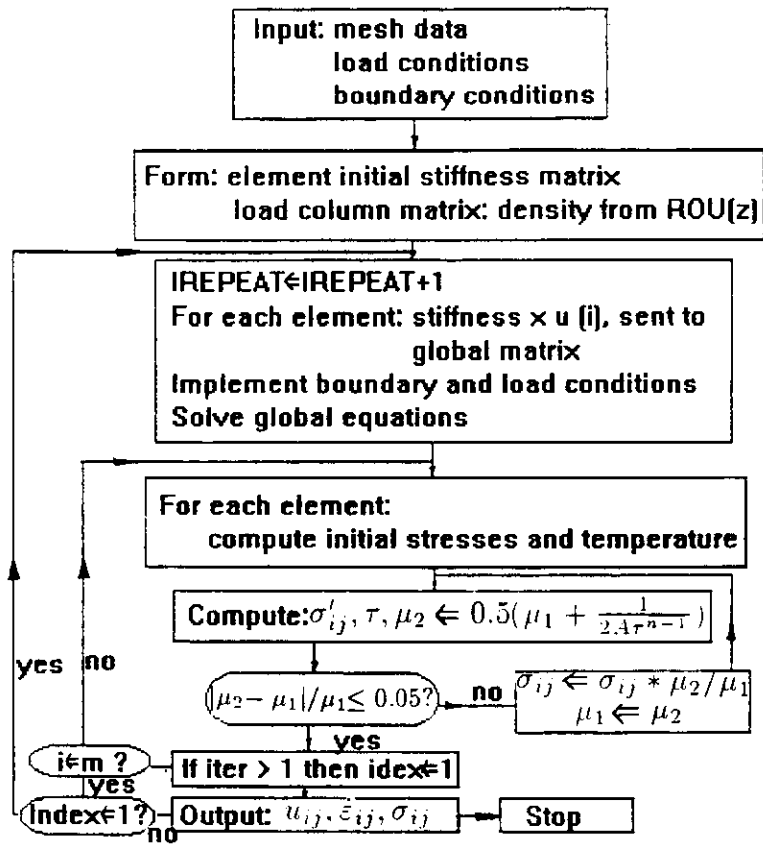 Input: mesh data
load conditions
boundary conditions
Form: element initial stiffness matrix
load column matrix: density from ROU(z)
IREPEAT⇐IREPEAT+1
For each element: stiffness x u (i), sent to
global matrix
Implement boundary and load conditions
Solve global equations
For each element:
compute initial stresses and temperature
Compute: σ′ij, τ, μ2 ⇐ 0.5(μ1 + 1/(2Aτ^(n−1)))
yes
no
(|μ2 − μ1|/μ1 ≤ 0.05?
no
σij ⇐ σij * μ2/μ1
μ1 ⇐ μ2
yes
i⇐m ?
If iter > 1 then idex⇐1
yes
Index⇐1?
no
Output: uij, ε̇ij, σij
Stop